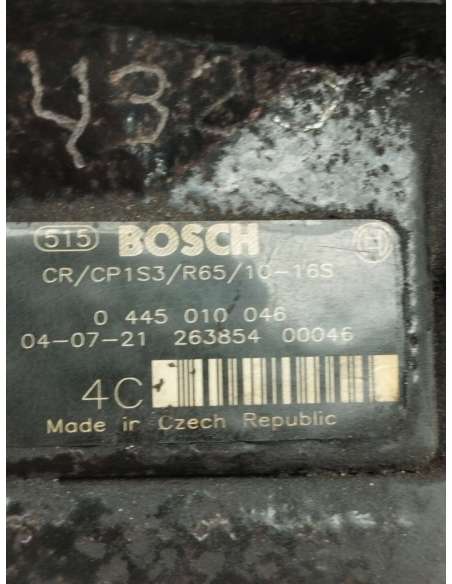 515 BOSCH
CR/CP1S3/R65/10-16S
0 445 010 046
04-07-21 263854 00046
4C
Made in Czech Republic